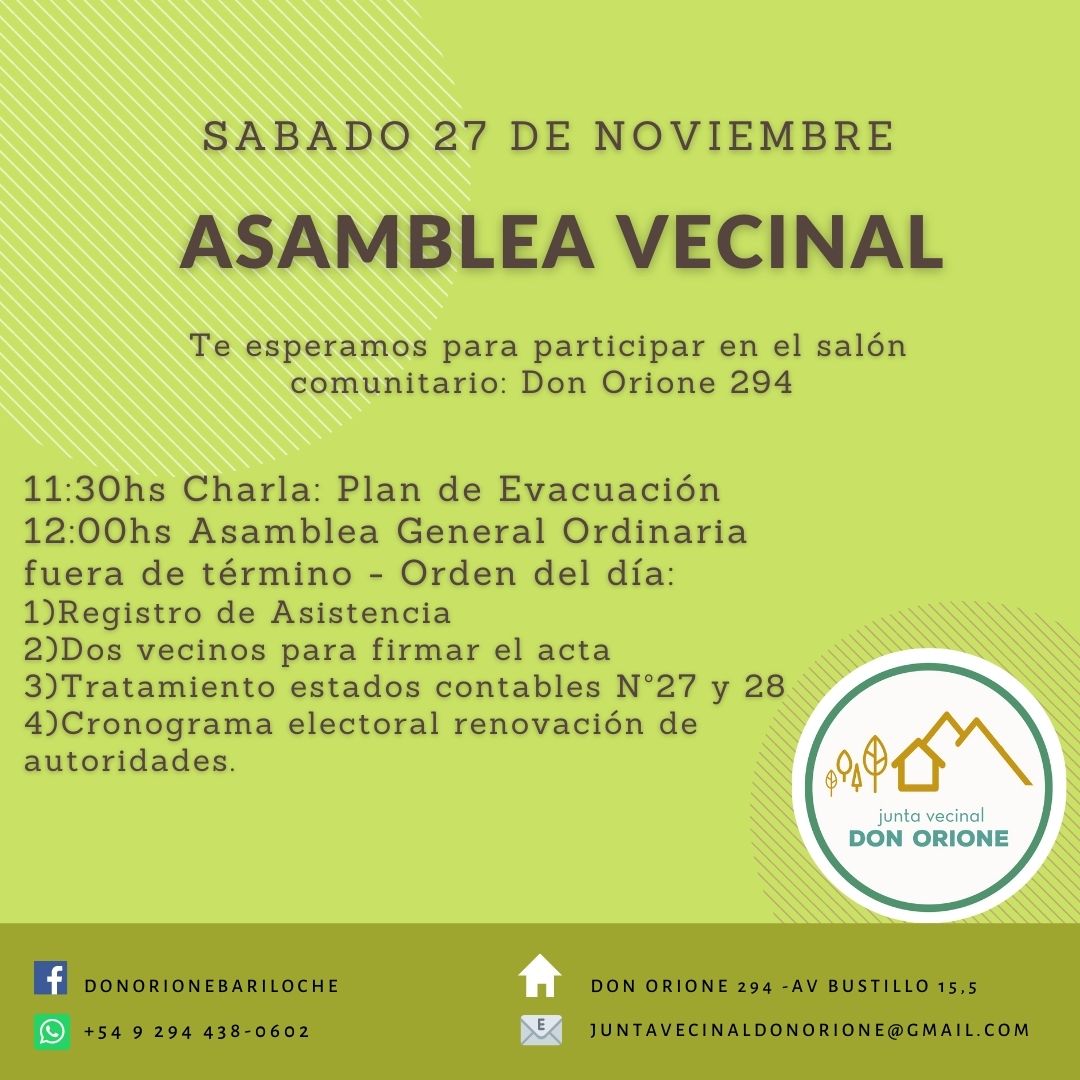 SABADO 27 DE NOVIEMBRE
ASAMBLEA VECINAL
Te esperamos para participar en el salón
comunitario: Don Orione 294
11:30hs Charla: Plan de Evacuación
12:00hs Asamblea General Ordinaria
fuera de término - Orden del día:
1)Registro de Asistencia
2)Dos vecinos para firmar el acta
3)Tratamiento estados contables N°27 y 28
4)Cronograma electoral renovación de
autoridades.
junta vecinal
DON ORIONE
DONORIONEBARILOCHE
DON ORIONE 294 -AV BUSTILLO 15,5
+54 9 294 438-0602
E
JUNTAVECINALDONORIONE@GMAIL.COM